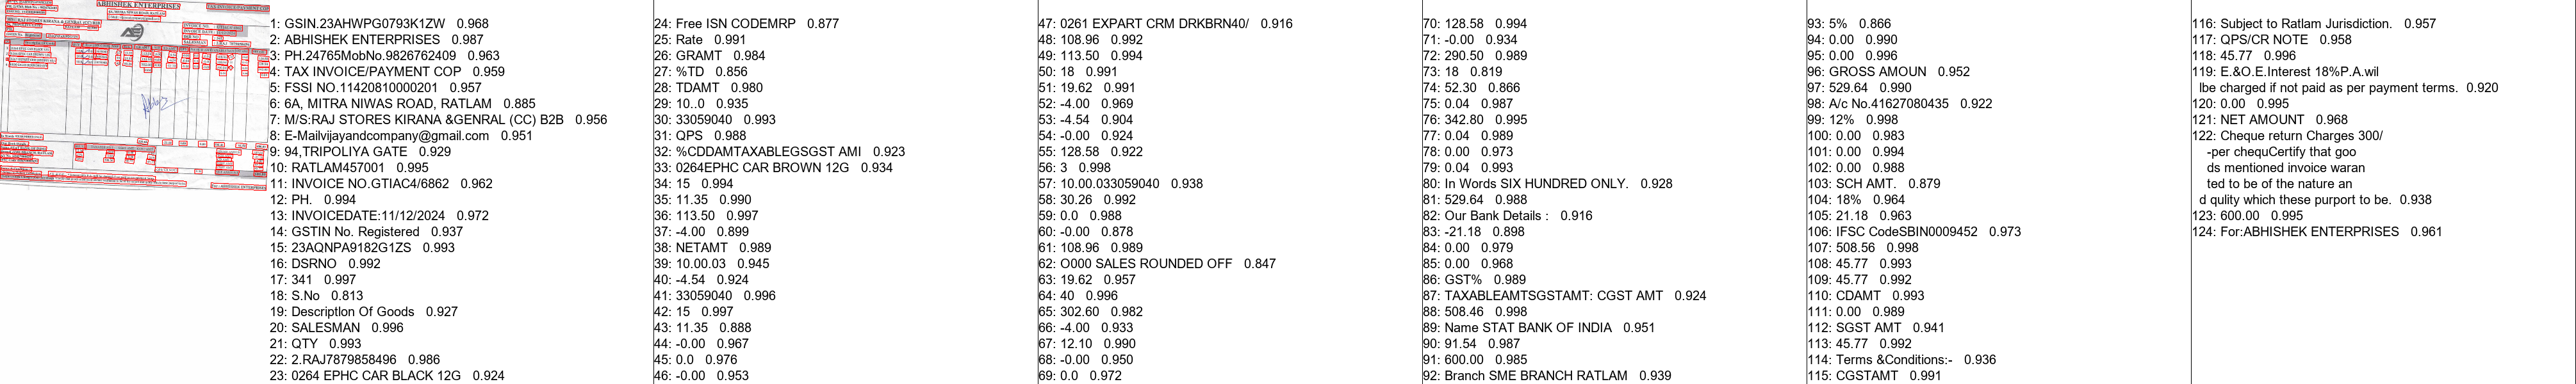 ABHISHEK ENTERPRISES
1: GSIN.23AHWPG0793K1ZW 0.968
2: ABHISHEK ENTERPRISES 0.987
3: PH.24765MobNo.9826762409 0.963
4: TAX INVOICE/PAYMENT COP 0.959
5: FSSI NO.11420810000201 0.957
6: 6A, MITRA NIWAS ROAD, RATLAM 0.885
7: M/S:RAJ STORES KIRANA &GENRAL (CC) B2B 0.956
8: E-Mailvijayandcompany@gmail.com 0.951
9: 94,TRIPOLIYA GATE 0.929
10: RATLAM457001 0.995
11: INVOICE NO.GTIAC4/6862 0.962
12: PH. 0.994
13: INVOICEDATE:11/12/2024 0.972
14: GSTIN No. Registered 0.937
15: 23AQNPA9182G1ZS 0.993
16: DSRNO 0.992
17: 341 0.997
18: S.No 0.813
19: DescriptIon Of Goods 0.927
20: SALESMAN 0.996
21: QTY 0.993
22: 2.RAJ7879858496 0.986
23: 0264 EPHC CAR BLACK 12G 0.924
24: Free ISN CODEMRP 0.877
25: Rate 0.991
26: GRAMT 0.984
27: %TD 0.856
28: TDAMT 0.980
29: 10..0 0.935
30: 33059040 0.993
31: QPS 0.988
32: %CDDAMTAXABLEGSGST AMI 0.923
33: 0264EPHC CAR BROWN 12G 0.934
34: 15 0.994
35: 11.35 0.990
36: 113.50 0.997
37: -4.00 0.899
38: NETAMT 0.989
39: 10.00.03 0.945
40: -4.54 0.924
41: 33059040 0.996
42: 15 0.997
43: 11.35 0.888
44: -0.00 0.967
45: 0.0 0.976
46: -0.00 0.953
47: 0261 EXPART CRM DRKBRN40/ 0.916
48: 108.96 0.992
49: 113.50 0.994
50: 18 0.991
51: 19.62 0.991
52: -4.00 0.969
53: -4.54 0.904
54: -0.00 0.924
55: 128.58 0.922
56: 3 0.998
57: 10.00.033059040 0.938
58: 30.26 0.992
59: 0.0 0.988
60: -0.00 0.878
61: 108.96 0.989
62: O000 SALES ROUNDED OFF 0.847
63: 19.62 0.957
64: 40 0.996
65: 302.60 0.982
66: -4.00 0.933
67: 12.10 0.990
68: -0.00 0.950
69: 0.0 0.972
70: 128.58 0.994
71: -0.00 0.934
72: 290.50 0.989
73: 18 0.819
74: 52.30 0.866
75: 0.04 0.987
76: 342.80 0.995
77: 0.04 0.989
78: 0.00 0.973
79: 0.04 0.993
80: In Words SIX HUNDRED ONLY. 0.928
81: 529.64 0.988
82: Our Bank Details : 0.916
83: -21.18 0.898
84: 0.00 0.979
85: 0.00 0.968
86: GST% 0.989
87: TAXABLEAMTSGSTAMT: CGST AMT 0.924
88: 508.46 0.998
89: Name STAT BANK OF INDIA 0.951
90: 91.54 0.987
91: 600.00 0.985
92: Branch SME BRANCH RATLAM 0.939
93: 5% 0.866
94: 0.00 0.990
95: 0.00 0.996
96: GROSS AMOUN 0.952
97: 529.64 0.990
98: A/c No.41627080435 0.922
99: 12% 0.998
100: 0.00 0.983
101: 0.00 0.994
102: 0.00 0.988
103: SCH AMT. 0.879
104: 18% 0.964
105: 21.18 0.963
106: IFSC CodeSBIN0009452 0.973
107: 508.56 0.998
108: 45.77 0.993
109: 45.77 0.992
110: CDAMT 0.993
111: 0.00 0.989
112: SGST AMT 0.941
113: 45.77 0.992
114: Terms &Conditions:- 0.936
115: CGSTAMT 0.991
116: Subject to Ratlam Jurisdiction. 0.957
117: QPS/CR NOTE 0.958
118: 45.77 0.996
119: E.&O.E.Interest 18%P.A.wil
lbe charged if not paid as per payment terms. 0.920
120: 0.00 0.995
121: NET AMOUNT 0.968
122: Cheque return Charges 300/
-per chequCertify that goo
ds mentioned invoice waran
ted to be of the nature an
d qulity which these purport to be. 0.938
123: 600.00 0.995
124: For:ABHISHEK ENTERPRISES 0.961